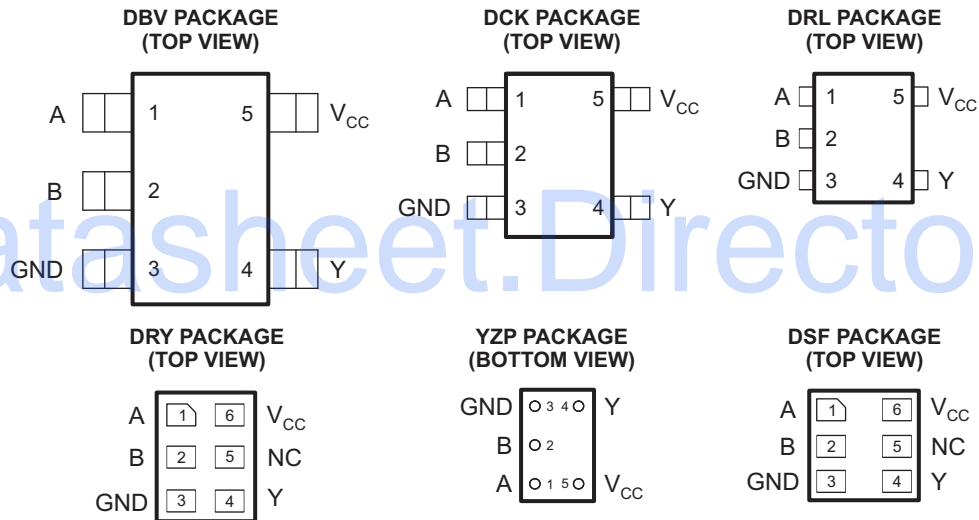 DBV PACKAGE
(TOP VIEW)
A 1 5 VCC
B 2
GND 3 4 Y
DCK PACKAGE
(TOP VIEW)
A 1 5 VCC
B 2
GND 3 4 Y
DRL PACKAGE
(TOP VIEW)
A 1 5 VCC
B 2
GND 3 4 Y
atasheet.Directo
DRY PACKAGE
(TOP VIEW)
A 1 6 VCC
B 2 5 NC
GND 3 4 Y
YZP PACKAGE
(BOTTOM VIEW)
GND 3 4 Y
B 2
A 1 5 VCC
DSF PACKAGE
(TOP VIEW)
A 1 6 VCC
B 2 5 NC
GND 3 4 Y